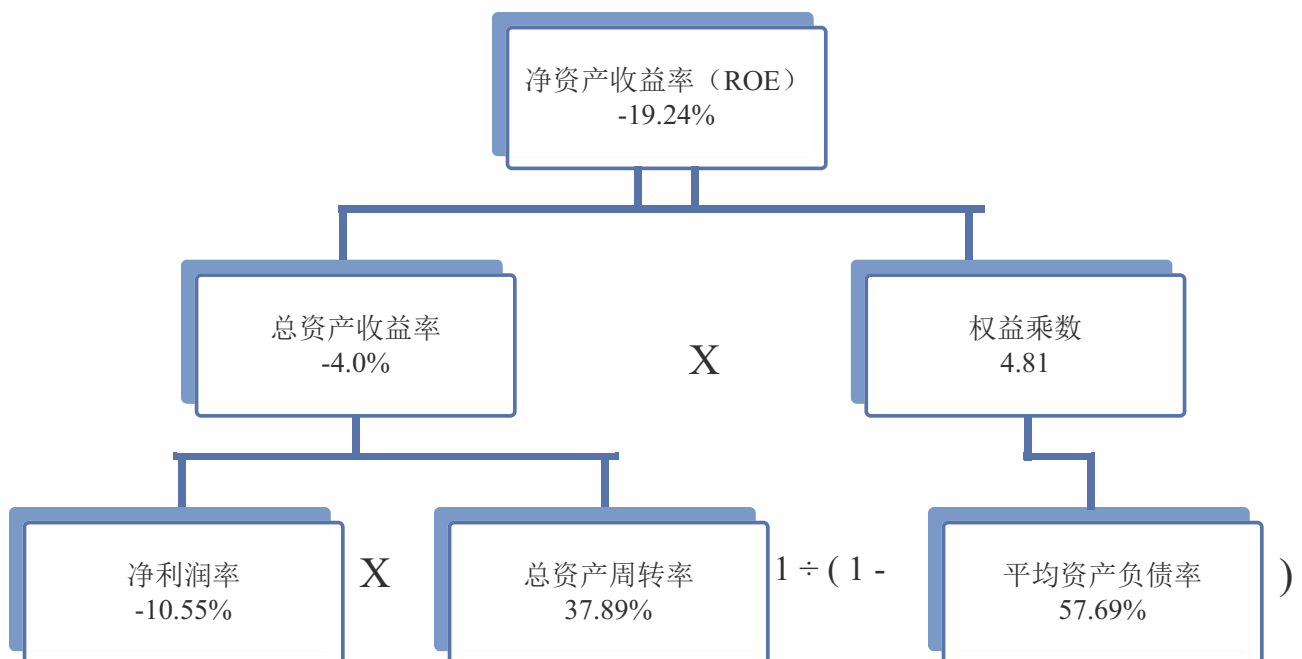 净资产收益率（ROE）
-19.24%
总资产收益率
-4.0%
X
权益乘数
4.81
净利润率
-10.55%
X
总资产周转率
37.89%
1 ÷ ( 1 -
平均资产负债率
57.69%
)